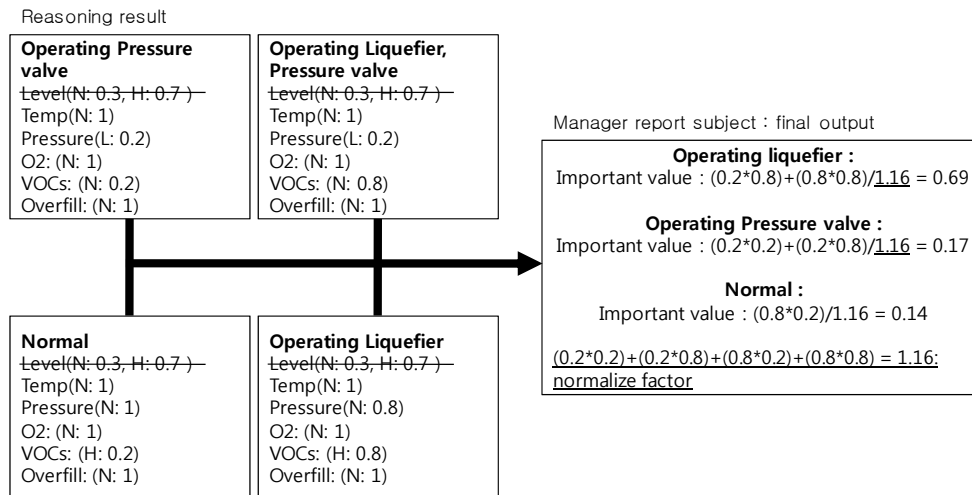 Reasoning result
Operating Pressure
valve
Level(N: 0.3, H: 0.7 )
Temp(N: 1)
Pressure(L: 0.2)
O2: (N: 1)
VOCs: (N: 0.2)
Overfill: (N: 1)
Operating Liquefier,
Pressure valve
Level(N: 0.3, H: 0.7 )
Temp(N: 1)
Pressure(L: 0.2)
O2: (N: 1)
VOCs: (N: 0.8)
Overfill: (N: 1)
Normal
Level(N: 0.3, H: 0.7 )
Temp(N: 1)
Pressure(N: 1)
O2: (N: 1)
VOCs: (H: 0.2)
Overfill: (N: 1)
Operating Liquefier
Level(N: 0.3, H: 0.7 )
Temp(N: 1)
Pressure(N: 0.8)
O2: (N: 1)
VOCs: (H: 0.8)
Overfill: (N: 1)
Manager report subject : final output
Operating liquefier :
Important value : (0.2*0.8)+(0.8*0.8)/1.16 = 0.69
Operating Pressure valve :
Important value : (0.2*0.2)+(0.2*0.8)/1.16 = 0.17
Normal :
Important value : (0.8*0.2)/1.16 = 0.14
(0.2*0.2)+(0.2*0.8)+(0.8*0.2)+(0.8*0.8) = 1.16:
normalize factor